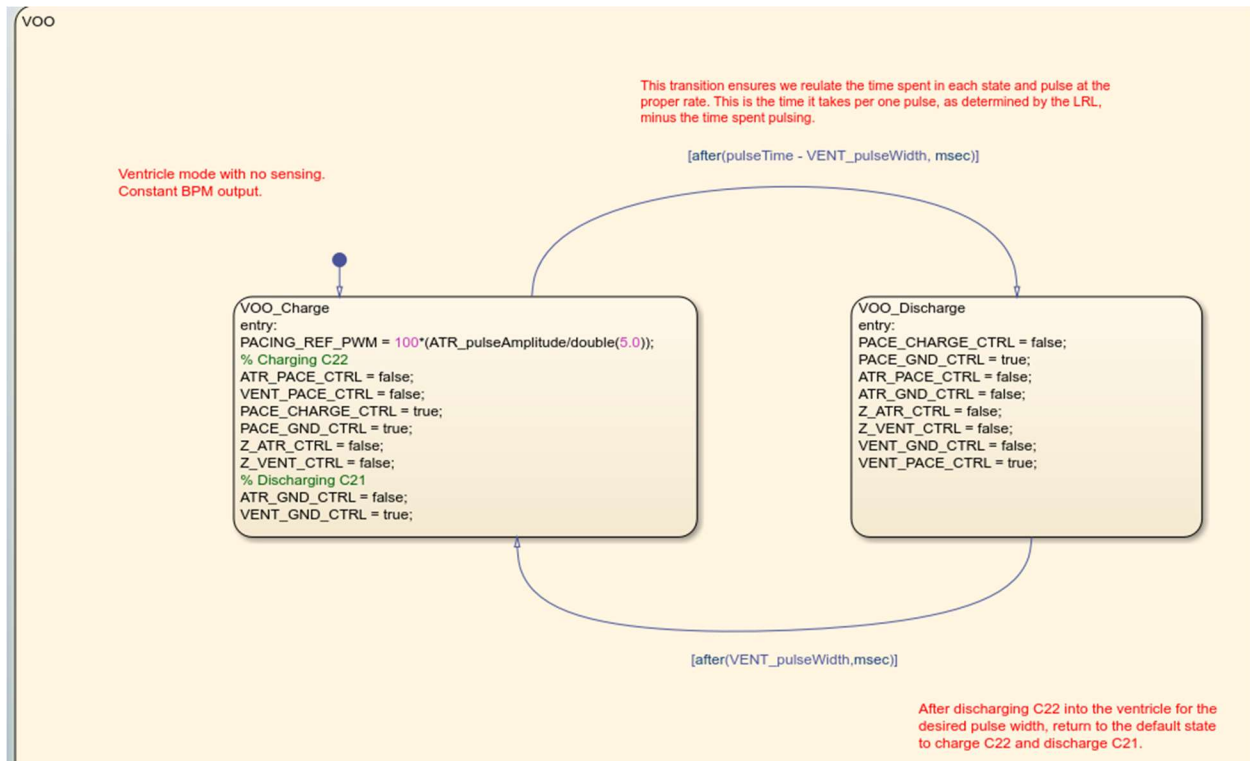 VOO
This transition ensures we reulate the time spent in each state and pulse at the
proper rate. This is the time it takes per one pulse, as determined by the LRL,
minus the time spent pulsing.
[after(pulseTime - VENT_pulseWidth, msec)]
Ventricle mode with no sensing.
Constant BPM output.
VOO_Charge
entry:
PACING_REF_PWM = 100*(ATR_pulseAmplitude/double(5.0));
% Charging C22
ATR_PACE_CTRL = false;
VENT_PACE_CTRL = false;
PACE_CHARGE_CTRL = true;
PACE_GND_CTRL = true;
Z_ATR_CTRL = false;
Z_VENT_CTRL = false;
% Discharging C21
ATR_GND_CTRL = false;
VENT_GND_CTRL = true;
VOO_Discharge
entry:
PACE_CHARGE_CTRL = false;
PACE_GND_CTRL = true;
ATR_PACE_CTRL = false;
ATR_GND_CTRL = false;
Z_ATR_CTRL = false;
Z_VENT_CTRL = false;
VENT_GND_CTRL = false;
VENT_PACE_CTRL = true;
[after(VENT_pulseWidth,msec)]
After discharging C22 into the ventricle for the
desired pulse width, return to the default state
to charge C22 and discharge C21.